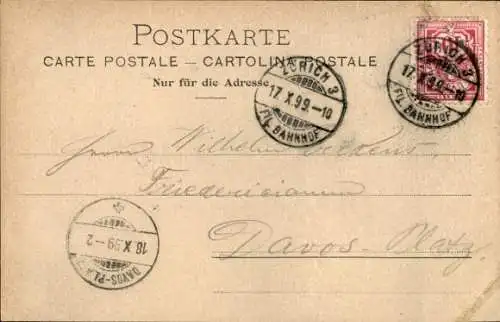 POSTKARTE
CARTE POSTALE — CARTOLINA POSTALE
Nur für die Adresse.
ZÜRICH 3
17.X.99.-10
FIL. BAHNHOF
ZÜRICH 3
17.X.99.-10
FIL. BAHNHOF
Herrn Wilhelm
Davos-Platz
DAVOS-PLATZ
18.X.99-2